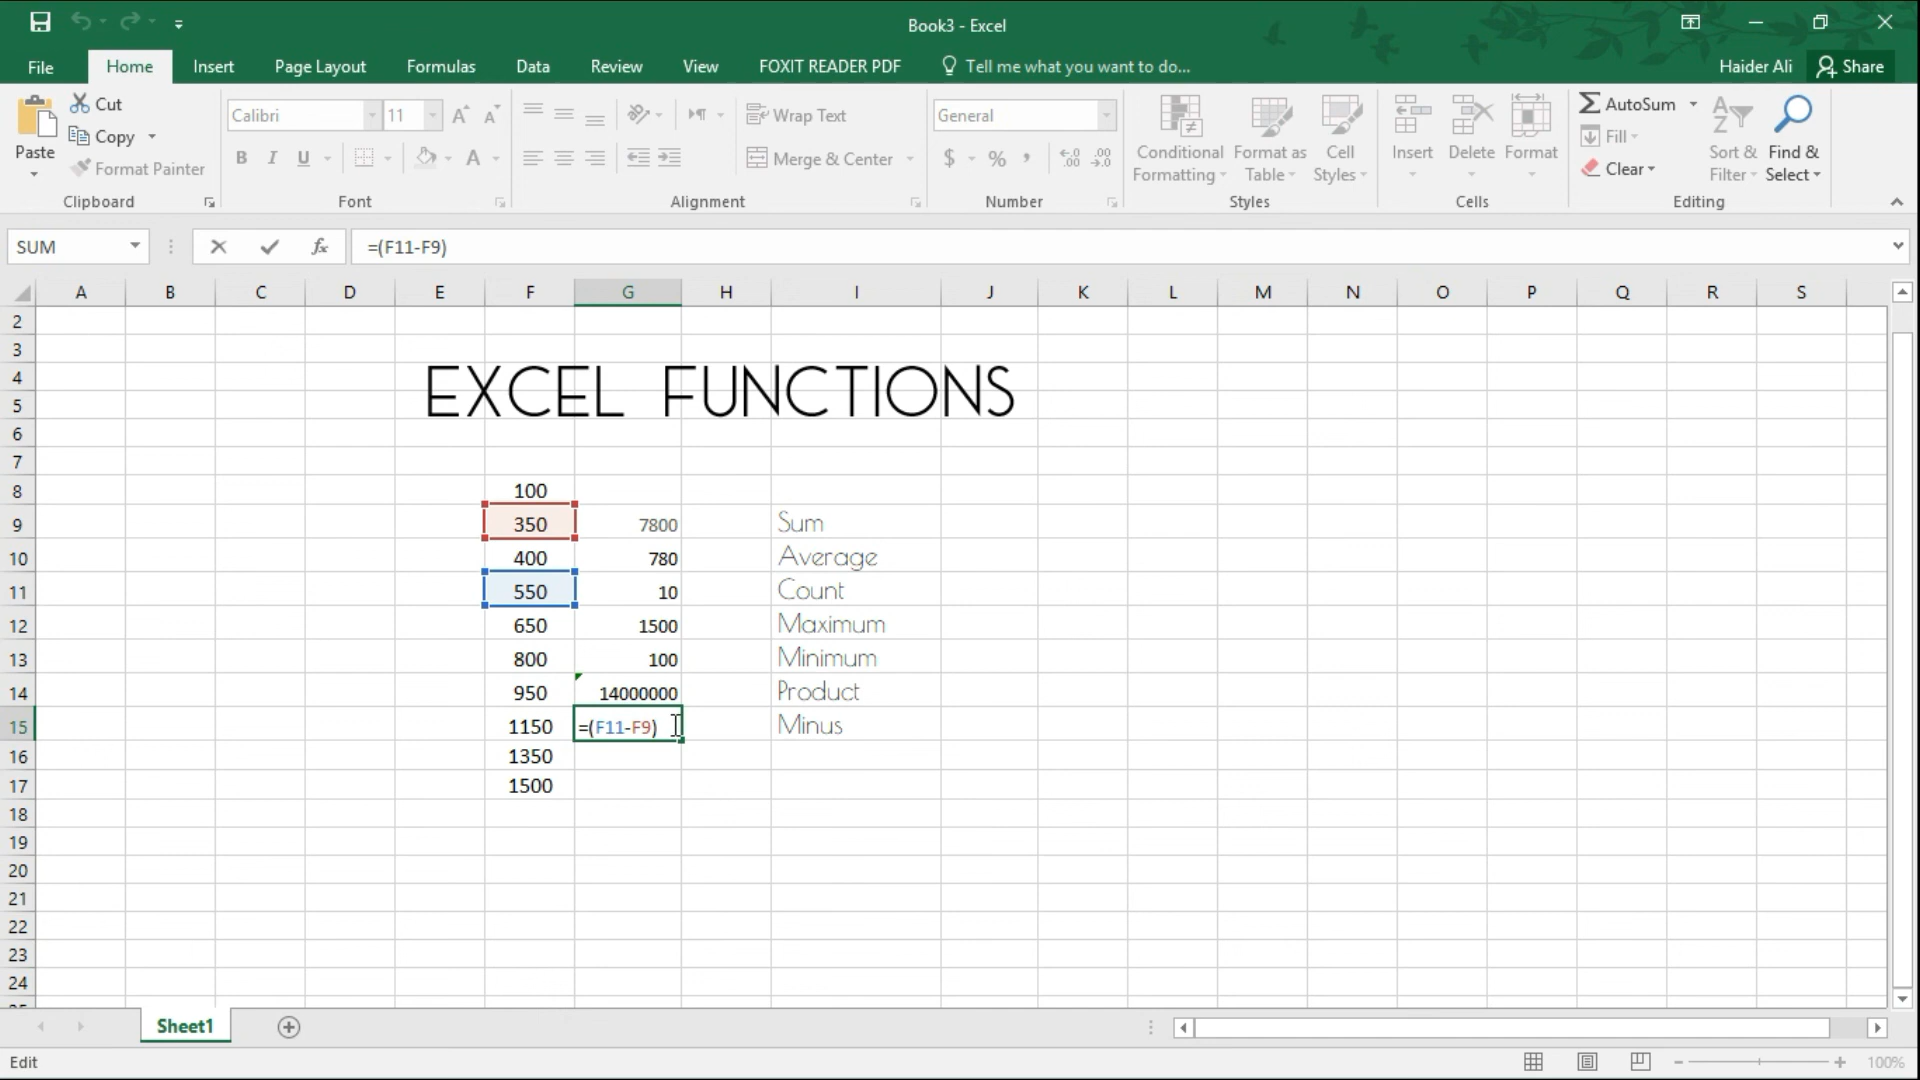 Book3 - Excel
File Home Insert Page Layout Formulas Data Review View FOXIT READER PDF Tell me what you want to do... Haider Ali Share
Paste Cut Copy Format Painter Clipboard
Calibri 11 B I U A Font
Wrap Text Merge & Center Alignment
General $ % , Number
Conditional Formatting Format as Table Cell Styles Styles
Insert Delete Format Cells
AutoSum Fill Clear Sort & Filter Find & Select Editing
SUM fx =(F11-F9)
A B C D E F G H I J K L M N O P Q R S
2
3
4
EXCEL FUNCTIONS
5
6
7
8 100
9 350 7800 Sum
10 400 780 Average
11 550 10 Count
12 650 1500 Maximum
13 800 100 Minimum
14 950 14000000 Product
15 1150 =(F11-F9) Minus
16 1350
17 1500
18
19
20
21
22
23
24
Sheet1
Edit 100%